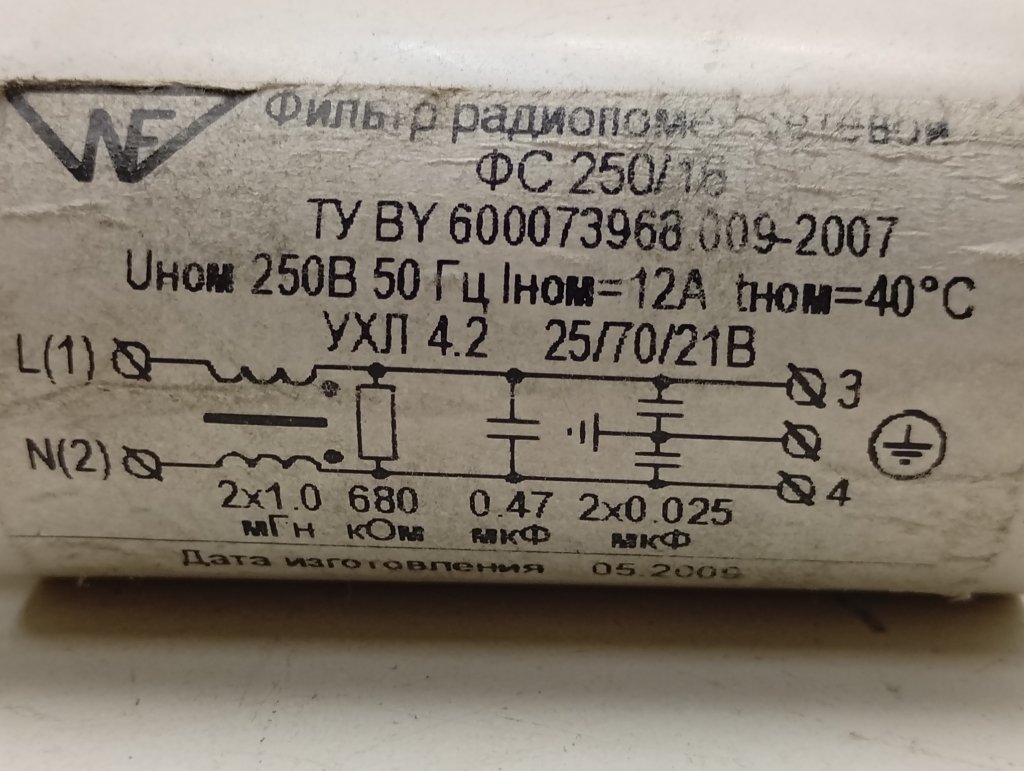 NF
Фильтр радиопомех сетевой
ФС 250/16
ТУ BY 600073968.009-2007
Uном 250В 50 Гц Iном=12А tном=40°C
УХЛ 4.2 25/70/21В
L(1)
3
N(2)
4
2x1.0 680 0.47 2x0.025
мГн кОм мкФ мкФ
Дата изготовления 05.2009